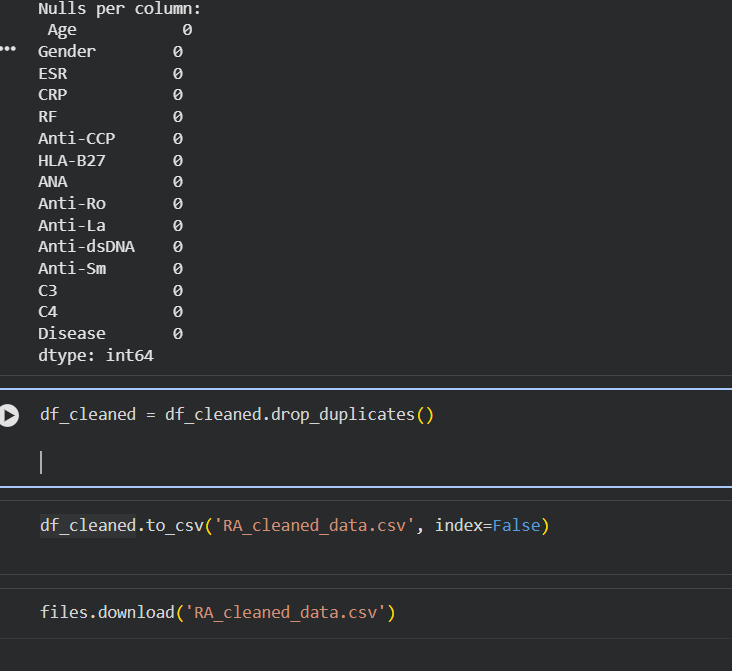 Nulls per column:
Age 0
Gender 0
ESR 0
CRP 0
RF 0
Anti-CCP 0
HLA-B27 0
ANA 0
Anti-Ro 0
Anti-La 0
Anti-dsDNA 0
Anti-Sm 0
C3 0
C4 0
Disease 0
dtype: int64
df_cleaned = df_cleaned.drop_duplicates()
df_cleaned.to_csv('RA_cleaned_data.csv', index=False)
files.download('RA_cleaned_data.csv')